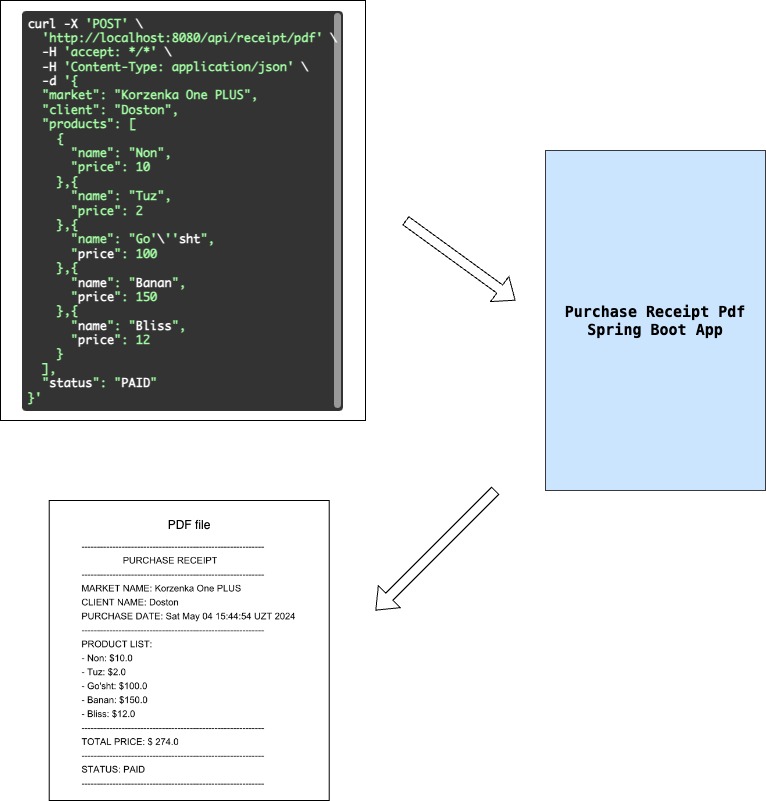 curl -X 'POST' \
'http://localhost:8080/api/receipt/pdf' \
-H 'accept: */*' \
-H 'Content-Type: application/json' \
-d '{
"market": "Korzenka One PLUS",
"client": "Doston",
"products": [
{
"name": "Non",
"price": 10
},{
"name": "Tuz",
"price": 2
},{
"name": "Go'\''sht",
"price": 100
},{
"name": "Banan",
"price": 150
},{
"name": "Bliss",
"price": 12
}
],
"status": "PAID"
}'
Purchase Receipt Pdf
Spring Boot App
PDF file
----------------------------------------------------
PURCHASE RECEIPT
----------------------------------------------------
MARKET NAME: Korzenka One PLUS
CLIENT NAME: Doston
PURCHASE DATE: Sat May 04 15:44:54 UZT 2024
----------------------------------------------------
PRODUCT LIST:
- Non: $10.0
- Tuz: $2.0
- Go'sht: $100.0
- Banan: $150.0
- Bliss: $12.0
----------------------------------------------------
TOTAL PRICE: $ 274.0
----------------------------------------------------
STATUS: PAID
----------------------------------------------------